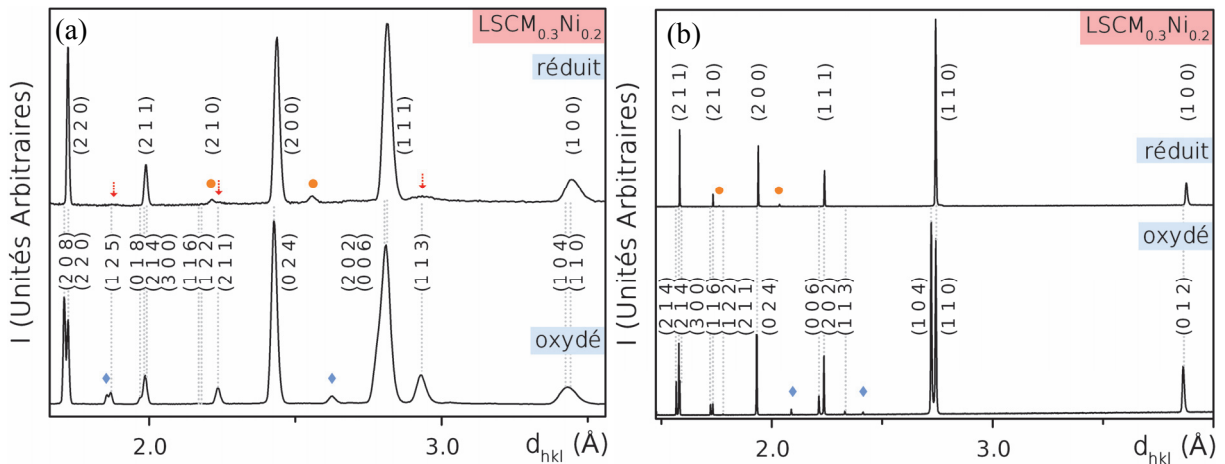 (a)
LSCM0.3Ni0.2
réduit
(2 2 0)
(2 1 1)
(2 1 0)
(2 0 0)
(1 1 1)
(1 0 0)
(2 0 8)
(2 2 0)
(1 2 5)
(0 1 8)
(2 1 4)
(3 0 0)
(1 1 6)
(1 2 2)
(2 1 1)
(0 2 4)
(2 0 2)
(0 0 6)
(1 1 3)
(1 0 4)
(1 1 0)
oxydé
I (Unités Arbitraires)
2.0
3.0
dhkl (Å)
(b)
LSCM0.3Ni0.2
(2 1 1)
(2 1 0)
(2 0 0)
(1 1 1)
(1 1 0)
(1 0 0)
réduit
oxydé
(2 1 4)
(2 1 4)
(3 0 0)
(1 1 6)
(1 2 2)
(2 1 1)
(0 2 4)
(0 0 6)
(2 0 2)
(1 1 3)
(1 0 4)
(1 1 0)
(0 1 2)
I (Unités Arbitraires)
2.0
3.0
dhkl (Å)